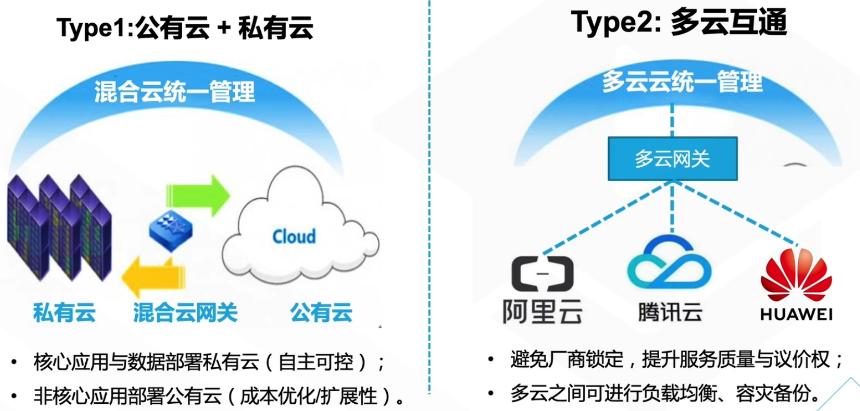 Type1:公有云 + 私有云
混合云统一管理
Cloud
私有云
混合云网关
公有云
• 核心应用与数据部署私有云（自主可控）;
• 非核心应用部署公有云（成本优化/扩展性）。
Type2: 多云互通
多云云统一管理
多云网关
阿里云
腾讯云
HUAWEI
• 避免厂商锁定，提升服务质量与议价权;
• 多云之间可进行负载均衡、容灾备份。